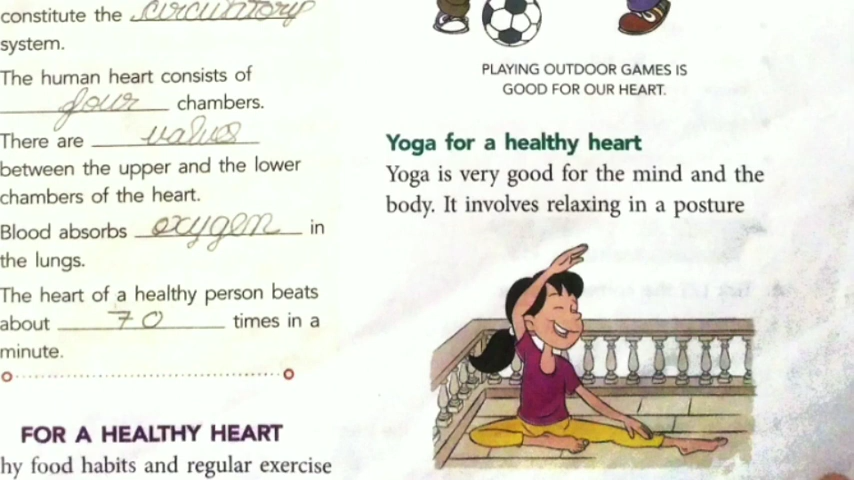 constitute the circulatory
system.
The human heart consists of
four chambers.
There are valves
between the upper and the lower
chambers of the heart.
Blood absorbs oxygen in
the lungs.
The heart of a healthy person beats
about 70 times in a
minute.
FOR A HEALTHY HEART
hy food habits and regular exercise
PLAYING OUTDOOR GAMES IS
GOOD FOR OUR HEART.
Yoga for a healthy heart
Yoga is very good for the mind and the
body. It involves relaxing in a posture